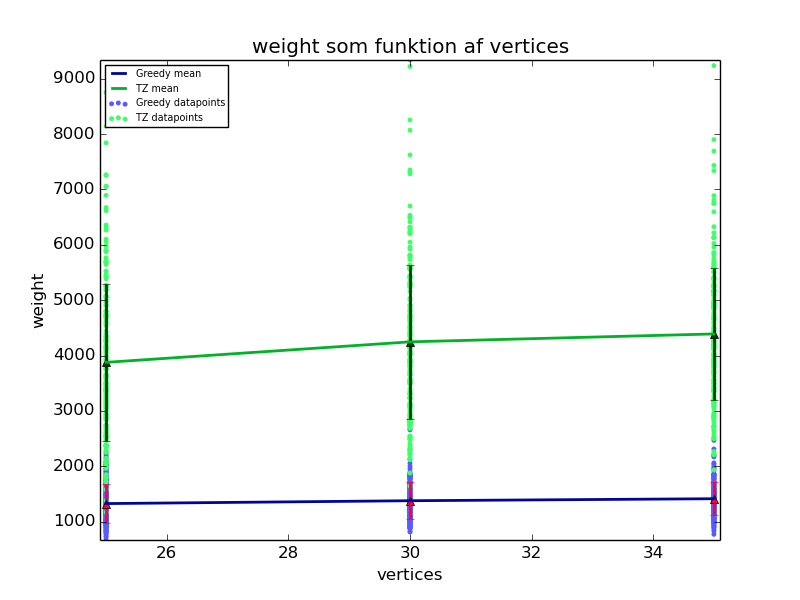 weight som funktion af vertices
Greedy mean
TZ mean
Greedy datapoints
TZ datapoints
9000
8000
7000
6000
5000
4000
3000
2000
1000
weight
26 28 30 32 34
vertices